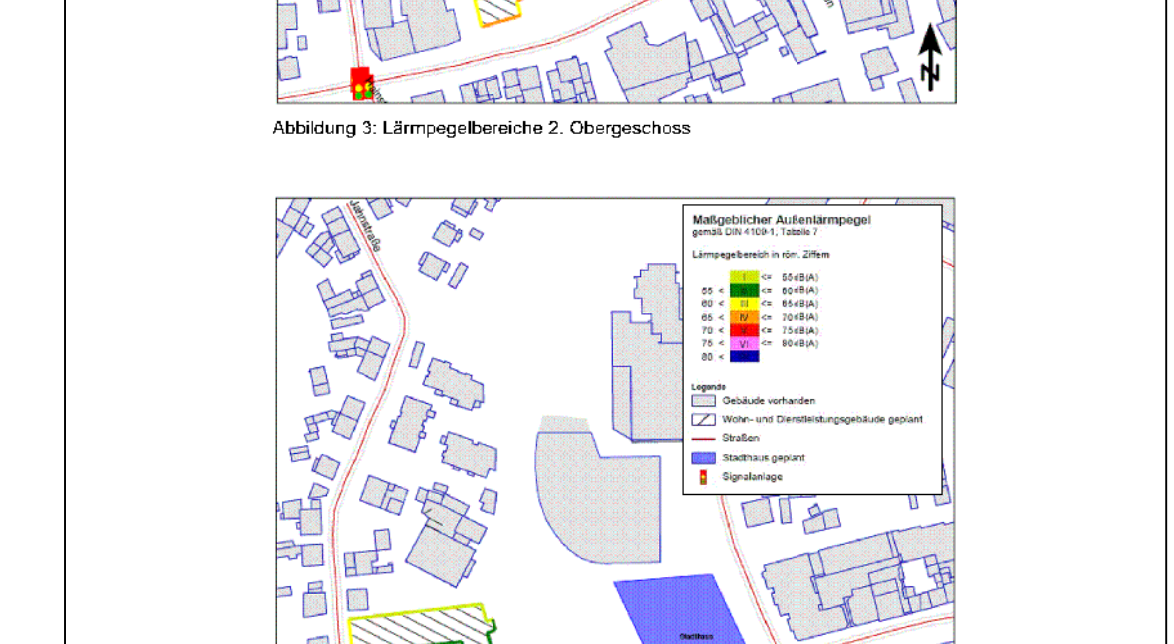 N
Abbildung 3: Lärmpegelbereiche 2. Obergeschoss
Jahnstraße
Maßgeblicher Außenlärmpegel
gemäß DIN 4109-1, Tabelle 7
Lärmpegelbereich in röm. Ziffern
I <= 55 dB(A)
55 < II <= 60 dB(A)
60 < III <= 65 dB(A)
65 < IV <= 70 dB(A)
70 < V <= 75 dB(A)
75 < VI <= 80 dB(A)
80 <
Legende
Gebäude vorhanden
Wohn- und Dienstleistungsgebäude geplant
Straßen
Stadthaus geplant
Signalanlage
Stadthaus